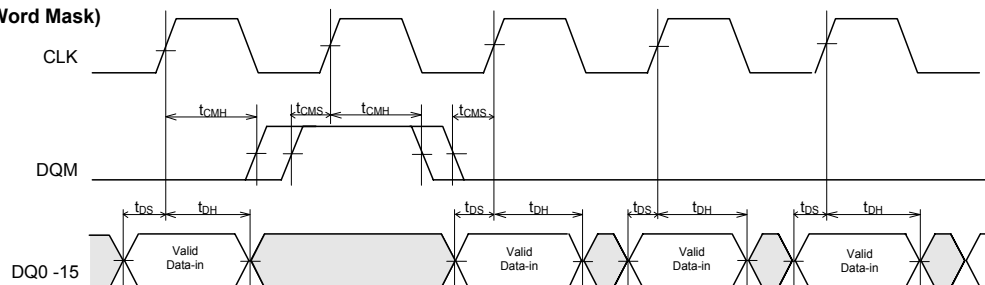 Word Mask)
CLK
tCMH tCMS tCMH tCMS
DQM
tDS tDH tDS tDH tDS tDH tDS tDH
Valid Data-in
Valid Data-in
Valid Data-in
Valid Data-in
DQ0 -15